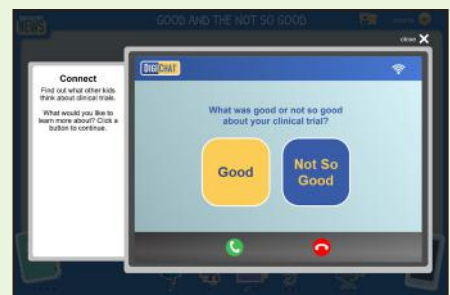 NEWS
GOOD AND THE NOT SO GOOD
close X
Connect
Find out what other kids
think about clinical trials.
What would you like to
learn more about? Click a
button to continue.
DIGICHAT
What was good or not so good
about your clinical trial?
Good
Not So
Good